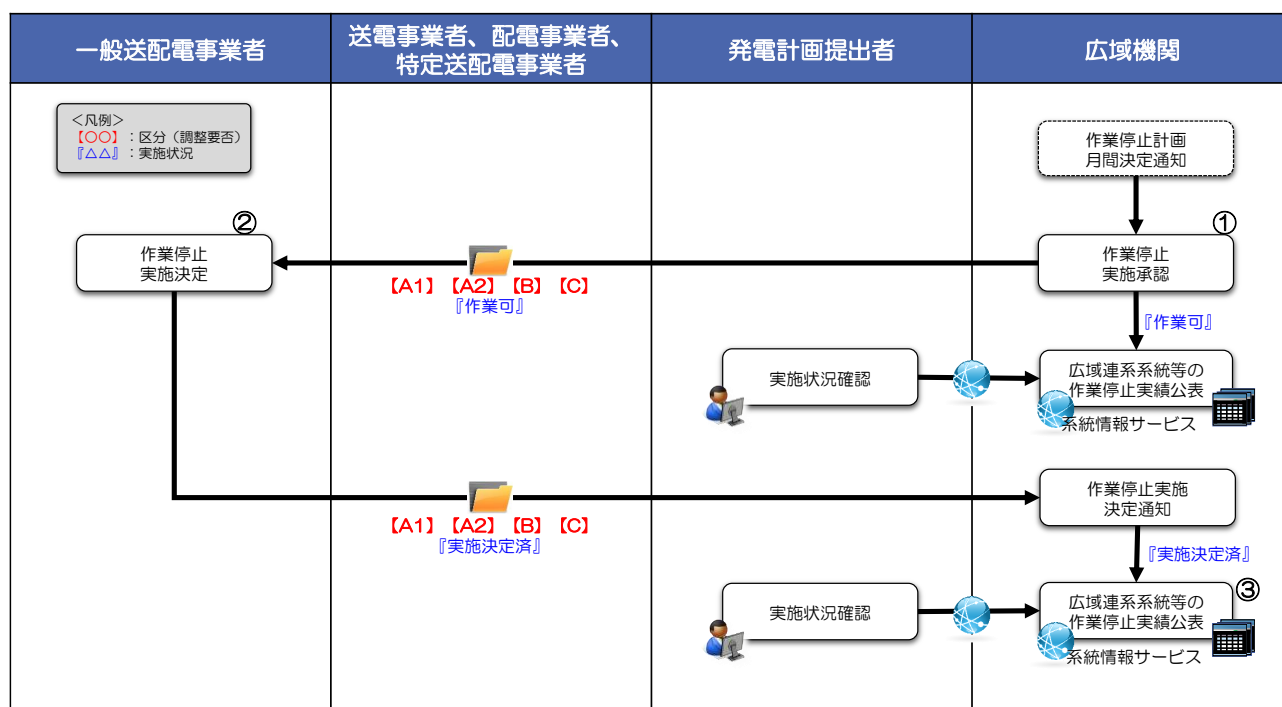 一般送配電事業者
送電事業者、配電事業者、
特定送配電事業者
発電計画提出者
広域機関
<凡例>
【〇〇】：区分（調整要否）
『△△』：実施状況
作業停止計画
月間決定通知
②
作業停止
実施決定
【A1】【A2】【B】【C】
『作業可』
①
作業停止
実施承認
『作業可』
実施状況確認
広域連系系統等の
作業停止実績公表
系統情報サービス
【A1】【A2】【B】【C】
『実施決定済』
作業停止実施
決定通知
『実施決定済』
実施状況確認
③
広域連系系統等の
作業停止実績公表
系統情報サービス